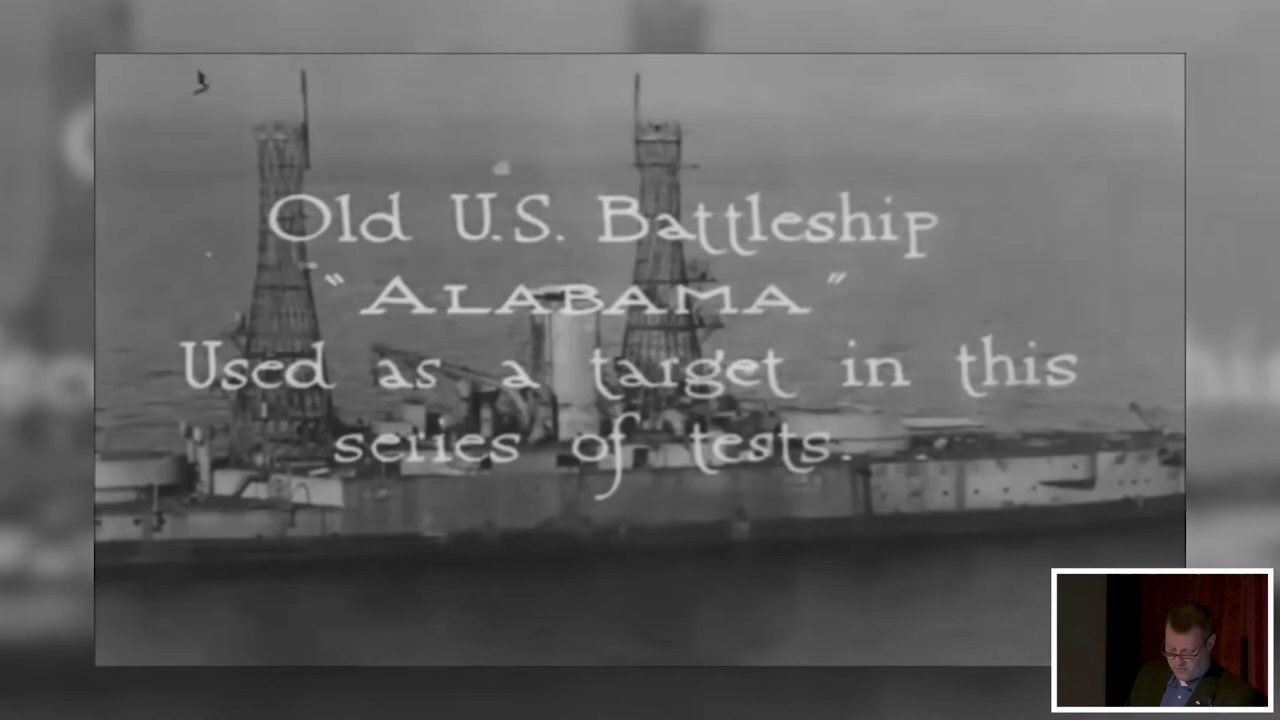 Old U.S. Battleship
"ALABAMA"
Used as a target in this
series of tests.